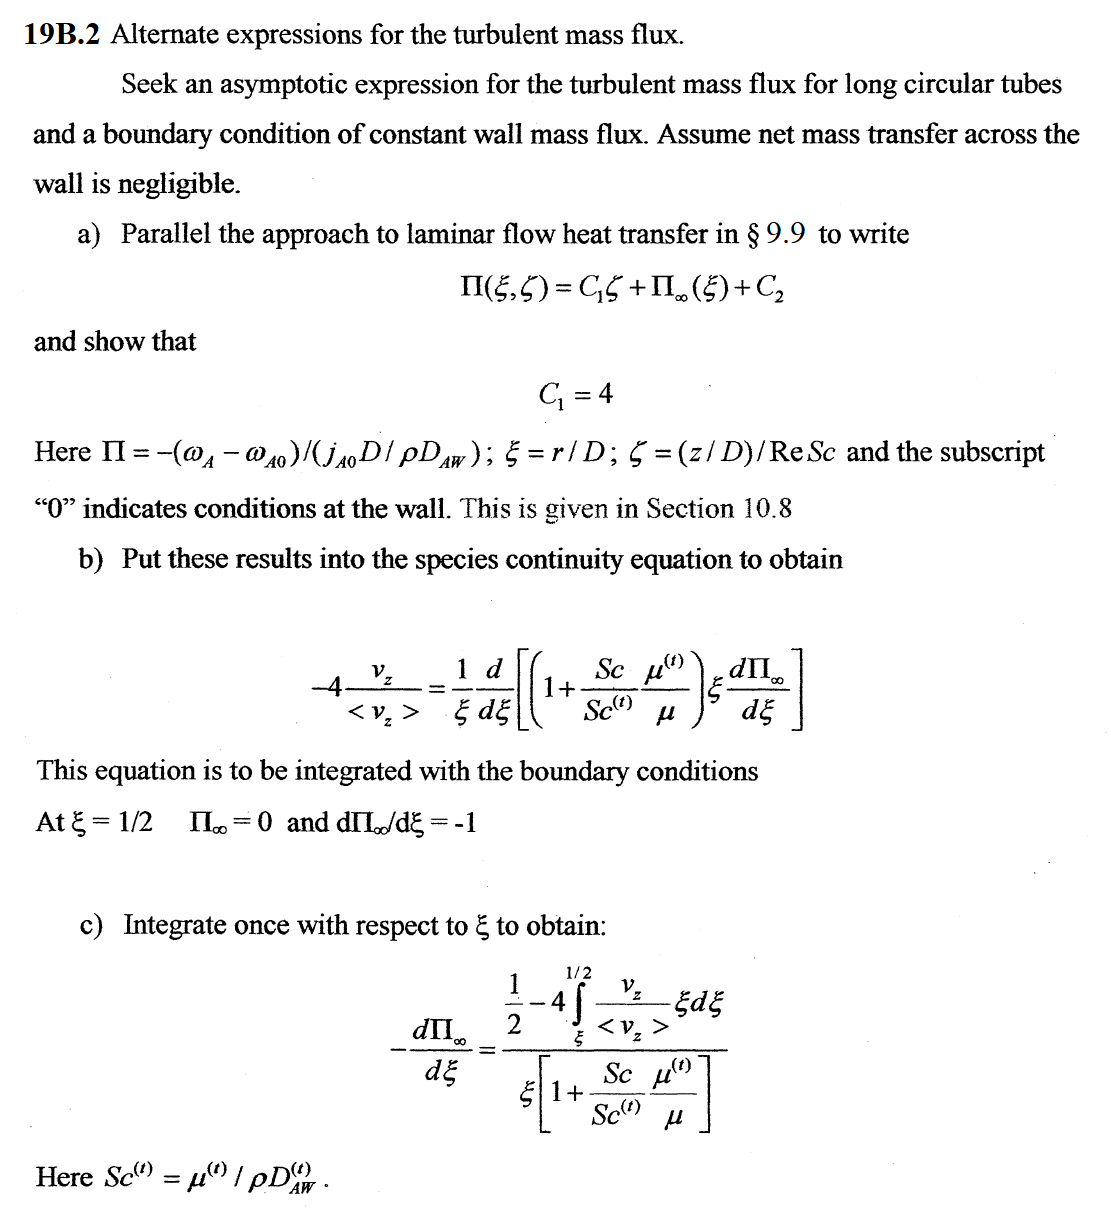 19B.2 Alternate expressions for the turbulent mass flux.
Seek an asymptotic expression for the turbulent mass flux for long circular tubes
and a boundary condition of constant wall mass flux. Assume net mass transfer across the
wall is negligible.
a) Parallel the approach to laminar flow heat transfer in § 9.9 to write
Π(ξ,ζ) = C₁ζ + Π∞(ξ) + C₂
and show that
C₁ = 4
Here Π = −(ω_A − ω_A0)/(j_A0 D/ρD_AW); ξ = r/D; ζ = (z/D)/Re Sc and the subscript
“0” indicates conditions at the wall. This is given in Section 10.8
b) Put these results into the species continuity equation to obtain
−4 v_z/<v_z> = (1/ξ) d/dξ [(1 + (Sc/Sc^(t)) (μ^(t)/μ)) ξ dΠ∞/dξ]
This equation is to be integrated with the boundary conditions
At ξ = 1/2 Π∞ = 0 and dΠ∞/dξ = -1
c) Integrate once with respect to ξ to obtain:
−dΠ∞/dξ = (1/2 − 4 ∫_ξ^{1/2} (v_z/<v_z>) ξdξ) / (ξ[1 + (Sc/Sc^(t)) (μ^(t)/μ)])
Here Sc^(t) = μ^(t) / ρD_AW^(t) .